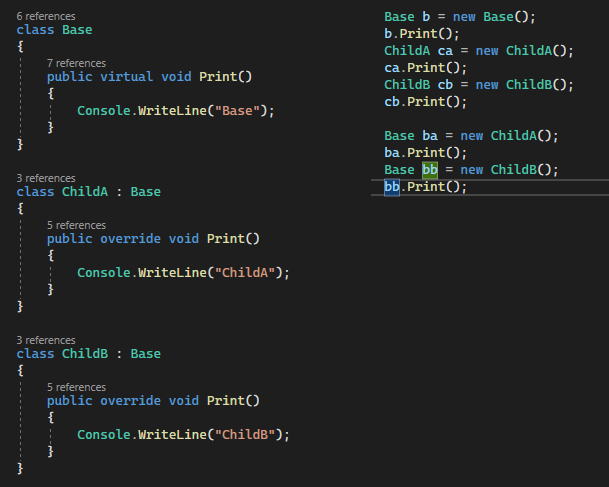 6 references
class Base
{
7 references
public virtual void Print()
{
Console.WriteLine("Base");
}
}
3 references
class ChildA : Base
{
5 references
public override void Print()
{
Console.WriteLine("ChildA");
}
}
3 references
class ChildB : Base
{
5 references
public override void Print()
{
Console.WriteLine("ChildB");
}
}
Base b = new Base();
b.Print();
ChildA ca = new ChildA();
ca.Print();
ChildB cb = new ChildB();
cb.Print();
Base ba = new ChildA();
ba.Print();
Base bb = new ChildB();
bb.Print();